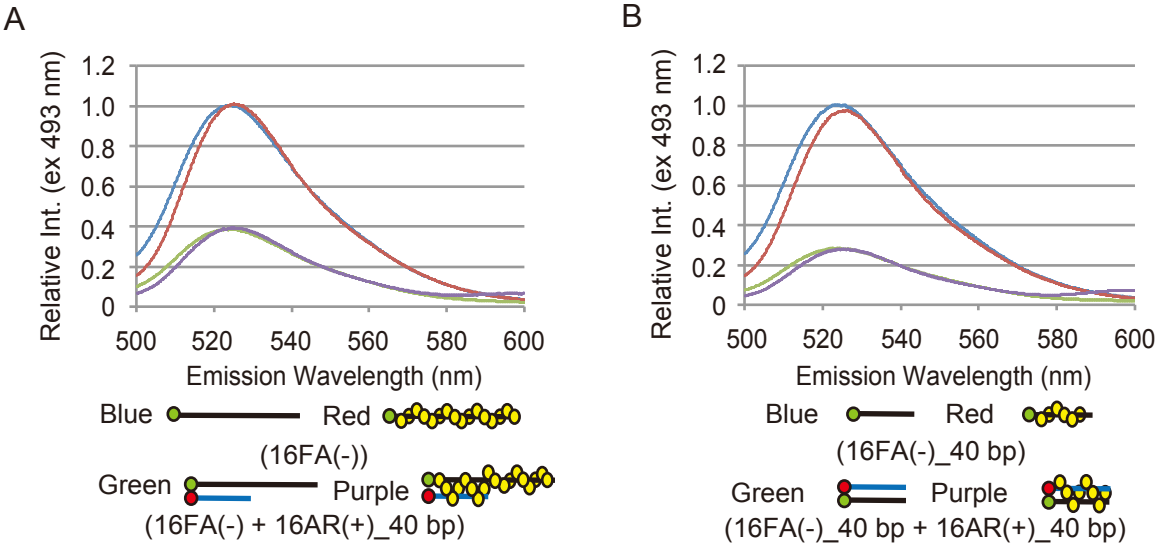 A
Relative Int. (ex 493 nm)
1.2
1.0
0.8
0.6
0.4
0.2
0
500 520 540 560 580 600
Emission Wavelength (nm)
Blue Red
(16FA(-))
Green Purple
(16FA(-) + 16AR(+)_40 bp)
B
Relative Int. (ex 493 nm)
1.2
1.0
0.8
0.6
0.4
0.2
0
500 520 540 560 580 600
Emission Wavelength (nm)
Blue Red
(16FA(-)_40 bp)
Green Purple
(16FA(-)_40 bp + 16AR(+)_40 bp)